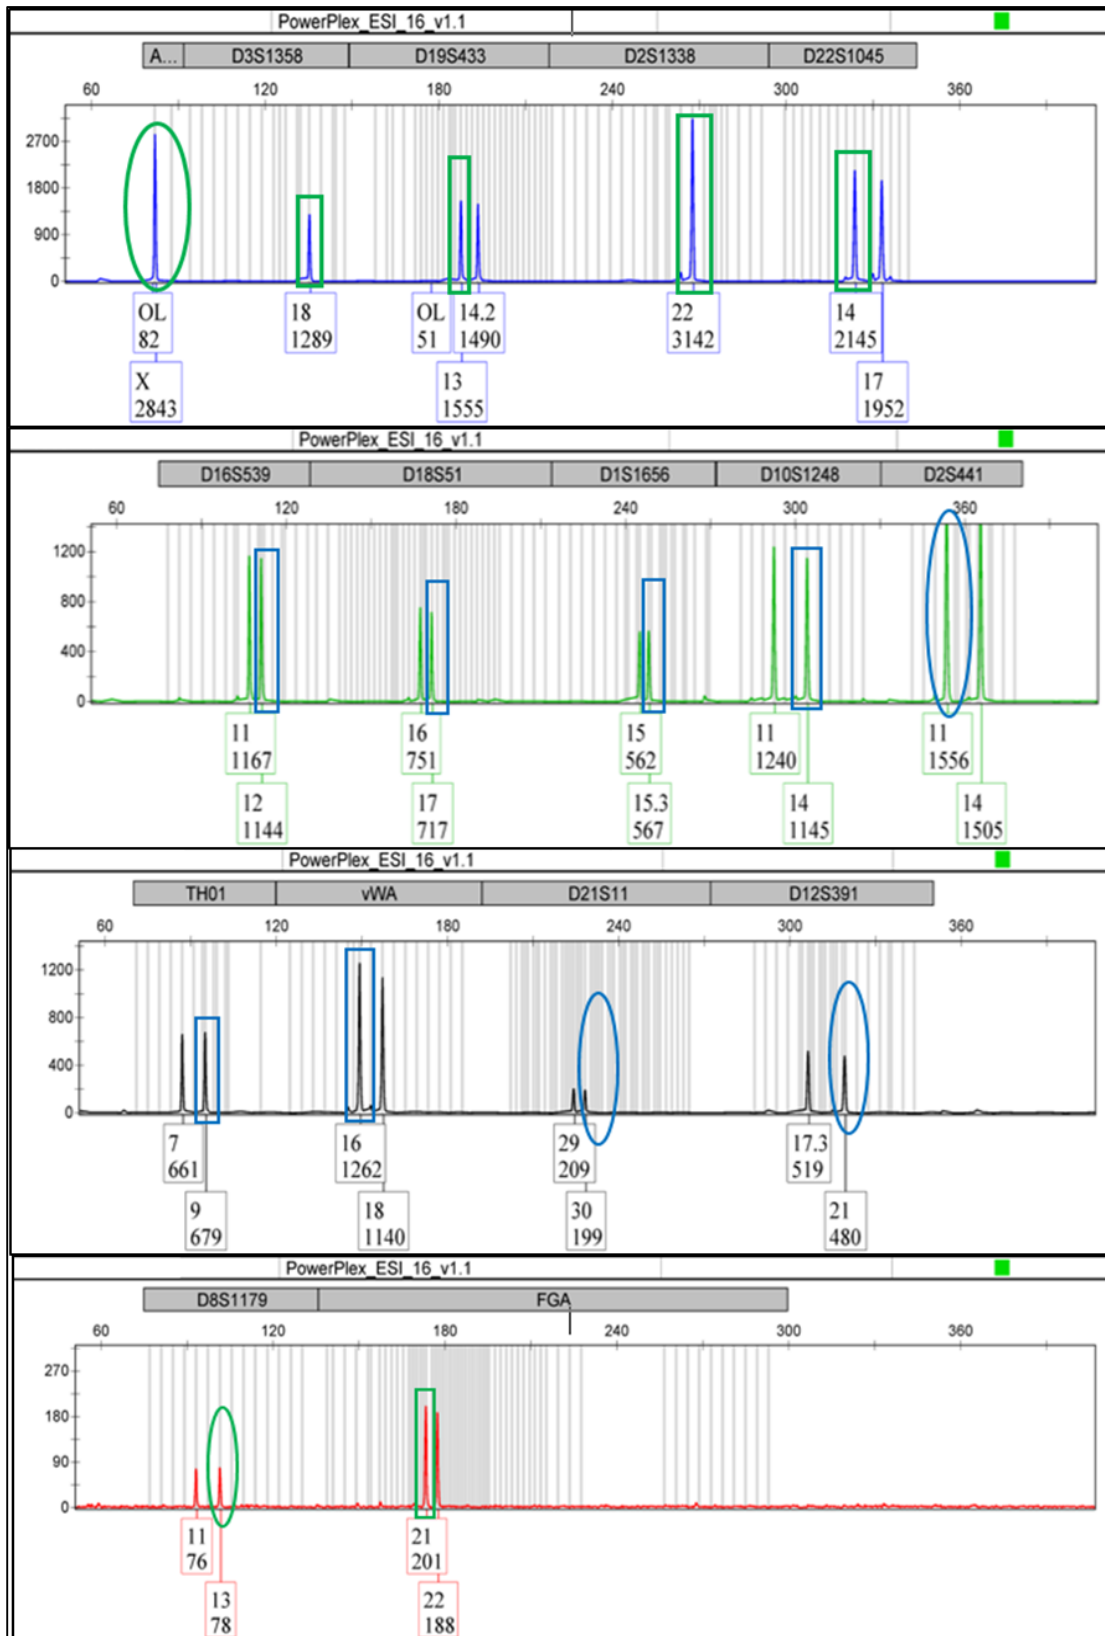 PowerPlex_ESI_16_v1.1
A... D3S1358 D19S433 D2S1338 D22S1045
60 120 180 240 300 360
2700
1800
900
0
OL 18 OL 14.2 22 14
82 1289 51 1490 3142 2145
X 13 17
2843 1555 1952
PowerPlex_ESI_16_v1.1
D16S539 D18S51 D1S1656 D10S1248 D2S441
60 120 180 240 300 360
1200
800
400
0
11 16 15 11 11
1167 751 562 1240 1556
12 17 15.3 14 14
1144 717 567 1145 1505
PowerPlex_ESI_16_v1.1
TH01 vWA D21S11 D12S391
60 120 180 240 300 360
1200
800
400
0
7 16 29 17.3
661 1262 209 519
9 18 30 21
679 1140 199 480
PowerPlex_ESI_16_v1.1
D8S1179 FGA
60 120 180 240 300 360
270
180
90
0
11 21
76 201
13 22
78 188